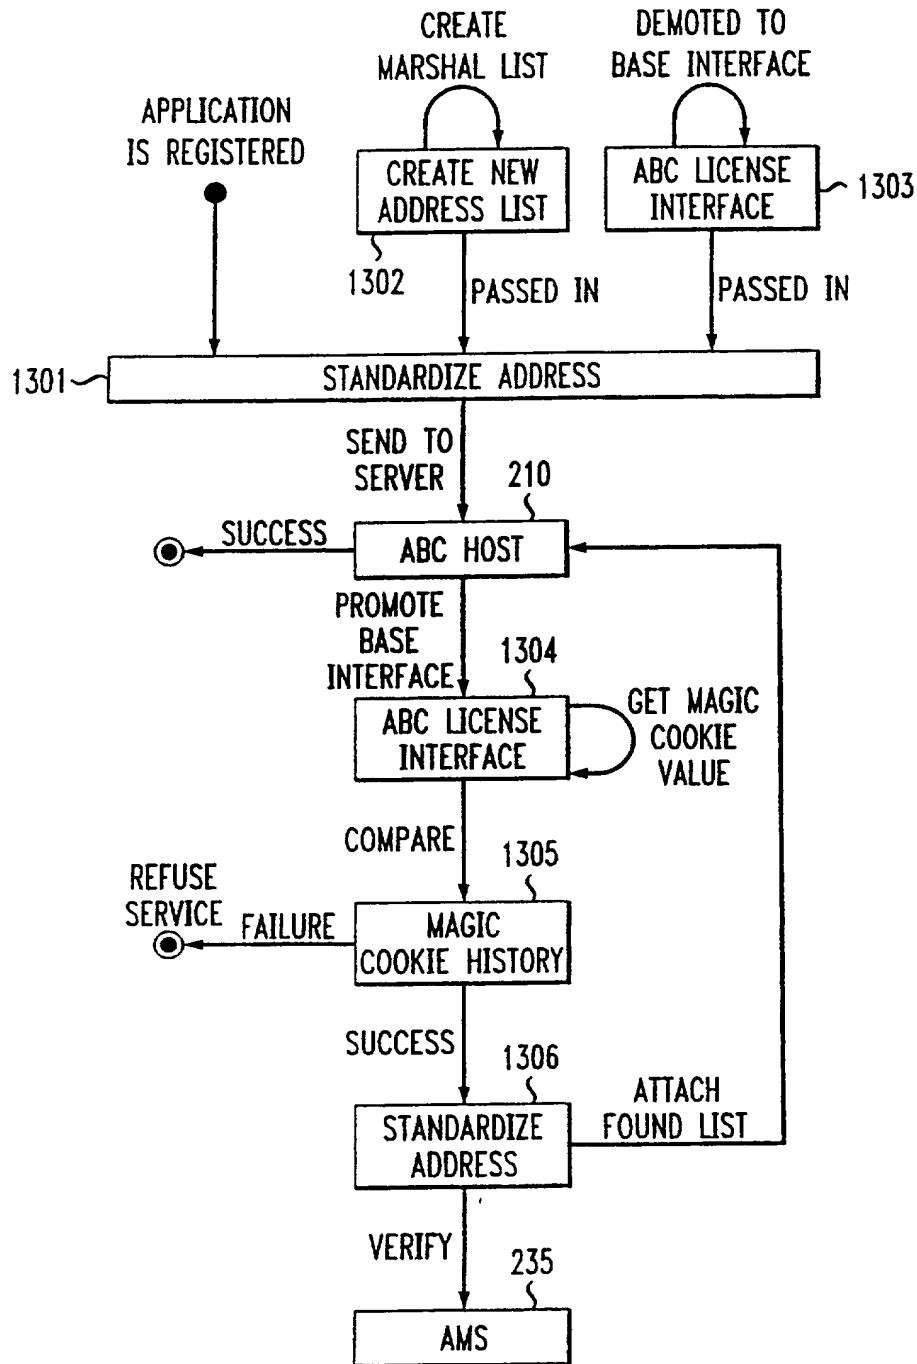 CREATE
MARSHAL LIST
DEMOTED TO
BASE INTERFACE
APPLICATION
IS REGISTERED
CREATE NEW
ADDRESS LIST
1302
ABC LICENSE
INTERFACE
1303
PASSED IN
PASSED IN
1301
STANDARDIZE ADDRESS
SEND TO
SERVER
210
SUCCESS
ABC HOST
PROMOTE
BASE
INTERFACE
1304
ABC LICENSE
INTERFACE
GET MAGIC
COOKIE
VALUE
COMPARE
1305
REFUSE
SERVICE
FAILURE
MAGIC
COOKIE HISTORY
SUCCESS
1306
STANDARDIZE
ADDRESS
ATTACH
FOUND LIST
VERIFY
235
AMS